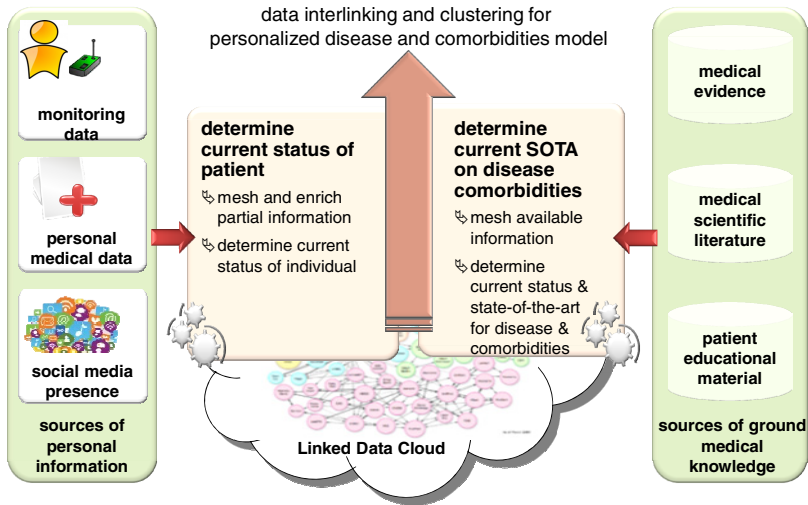 data interlinking and clustering for
personalized disease and comorbidities model
monitoring
data
personal
medical data
social media
presence
sources of
personal
information
determine
current status of
patient
mesh and enrich
partial information
determine current
status of individual
determine
current SOTA
on disease
comorbidities
mesh available
information
determine
current status &
state-of-the-art
for disease &
comorbidities
Linked Data Cloud
medical
evidence
medical
scientific
literature
patient
educational
material
sources of ground
medical
knowledge